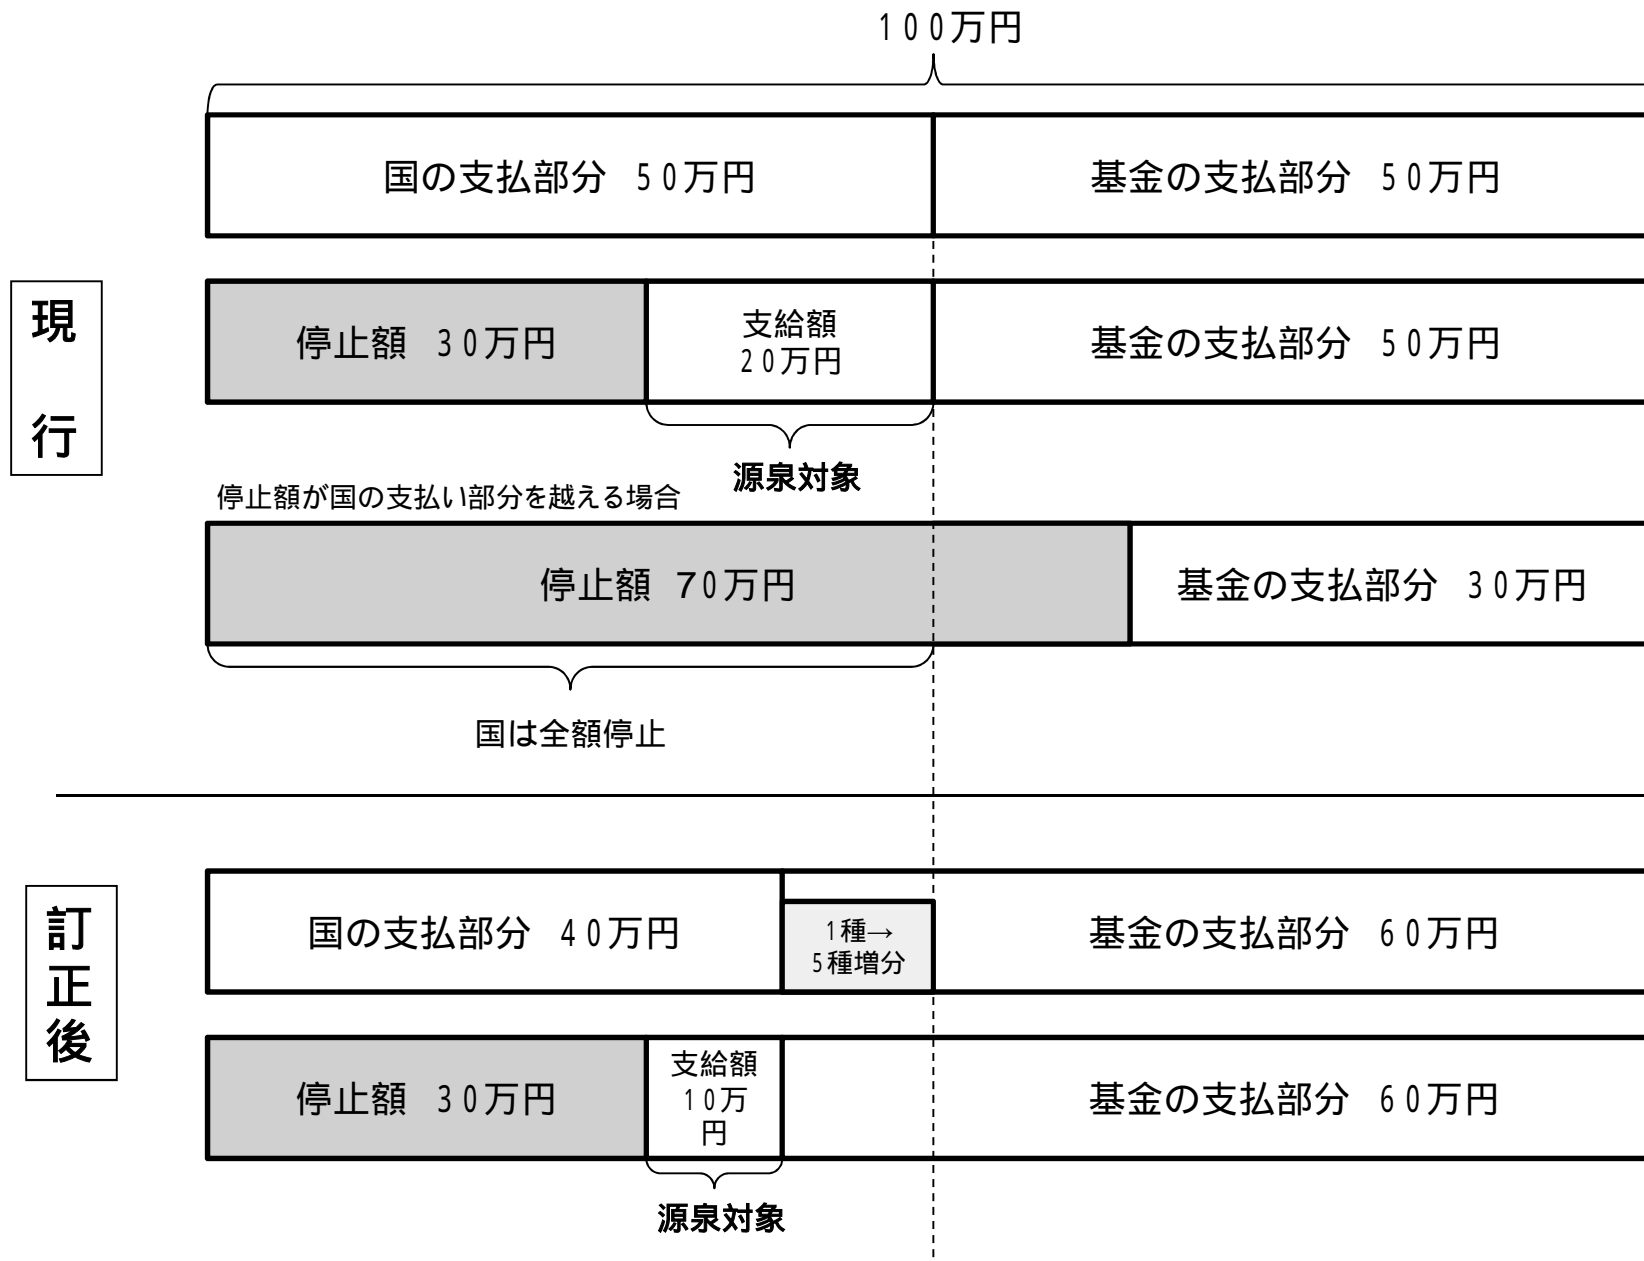 100万円
国の支払部分 50万円
基金の支払部分 50万円
現
行
停止額 30万円
支給額
20万円
基金の支払部分 50万円
源泉対象
停止額が国の支払い部分を越える場合
停止額 70万円
基金の支払部分 30万円
国は全額停止
訂
正
後
国の支払部分 40万円
1種→
5種増分
基金の支払部分 60万円
停止額 30万円
支給額
10万
円
基金の支払部分 60万円
源泉対象